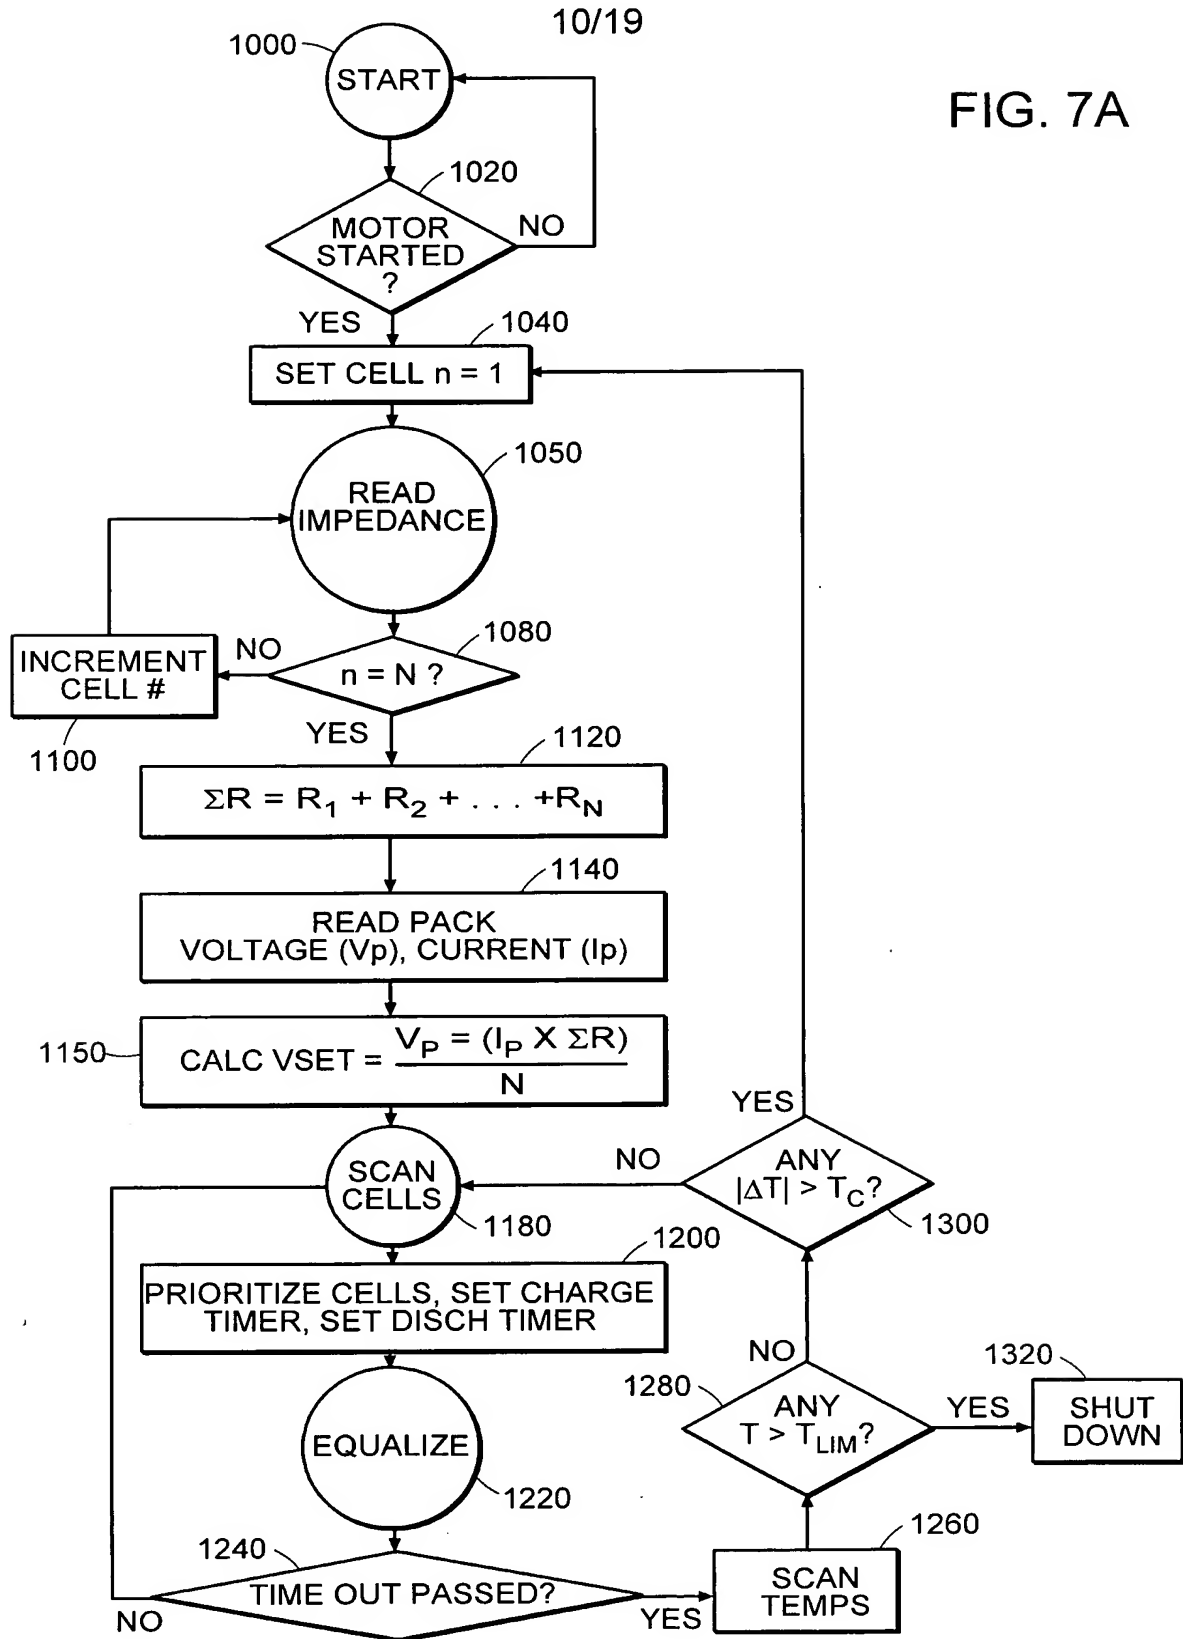 10/19
FIG. 7A
1000
START
1020
MOTOR
STARTED
?
NO
YES
1040
SET CELL n = 1
1050
READ
IMPEDANCE
1080
n = N ?
NO
INCREMENT
CELL #
1100
YES
1120
ΣR = R1 + R2 + . . . +RN
1140
READ PACK
VOLTAGE (Vp), CURRENT (Ip)
1150
CALC VSET = VP = (IP X ΣR)
N
SCAN
CELLS
1180
1200
PRIORITIZE CELLS, SET CHARGE
TIMER, SET DISCH TIMER
EQUALIZE
1220
1240
TIME OUT PASSED?
NO
YES
1260
SCAN
TEMPS
1280
ANY
T > TLIM?
YES
1320
SHUT
DOWN
NO
ANY
|ΔT| > TC?
1300
NO
YES